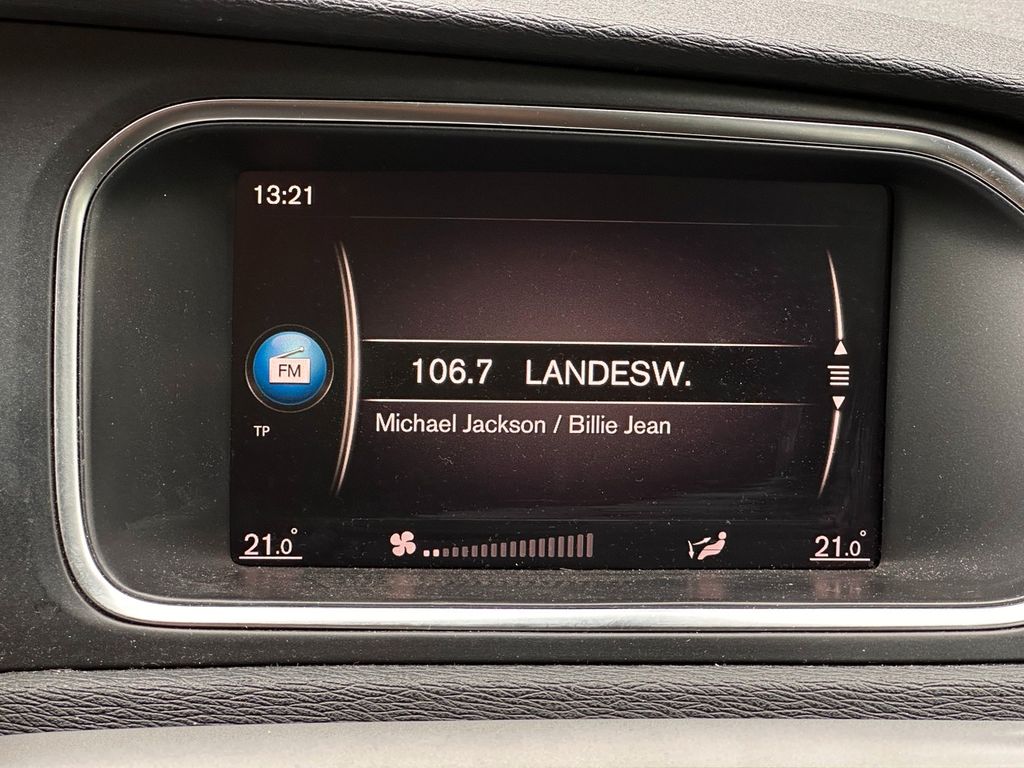 13:21
FM
106.7 LANDESW.
TP
Michael Jackson / Billie Jean
21.0°
21.0°